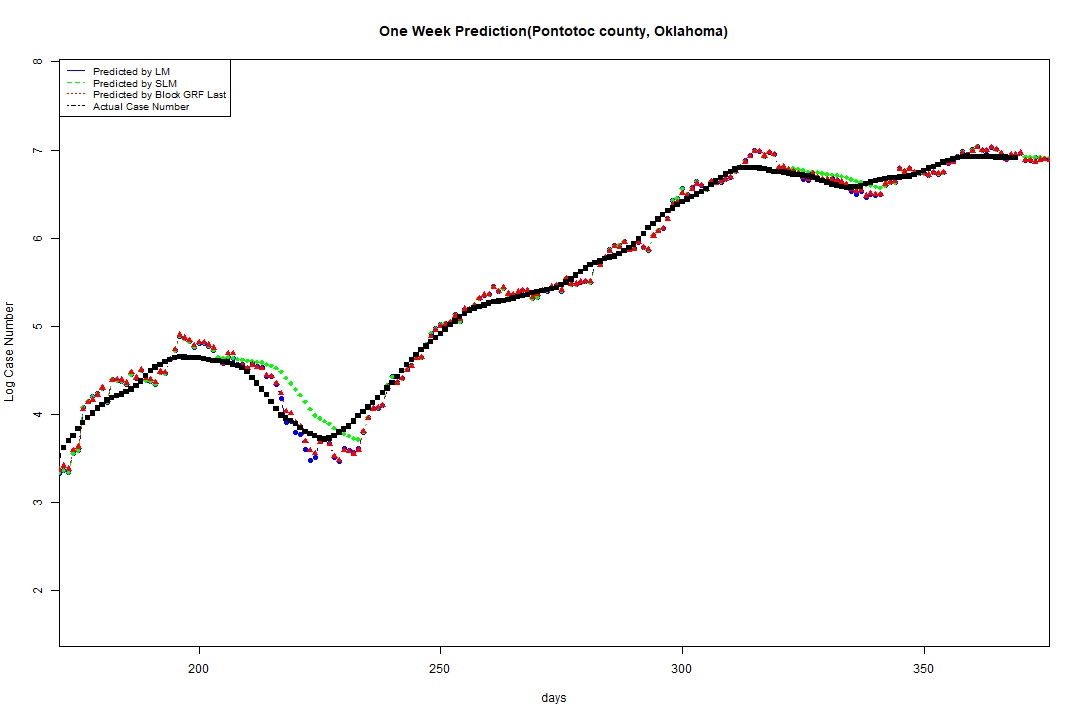 One Week Prediction(Pontotoc county, Oklahoma)
Predicted by LM
Predicted by SLM
Predicted by Block GRF Last
Actual Case Number
8
7
6
5
4
3
2
Log Case Number
200 250 300 350
days